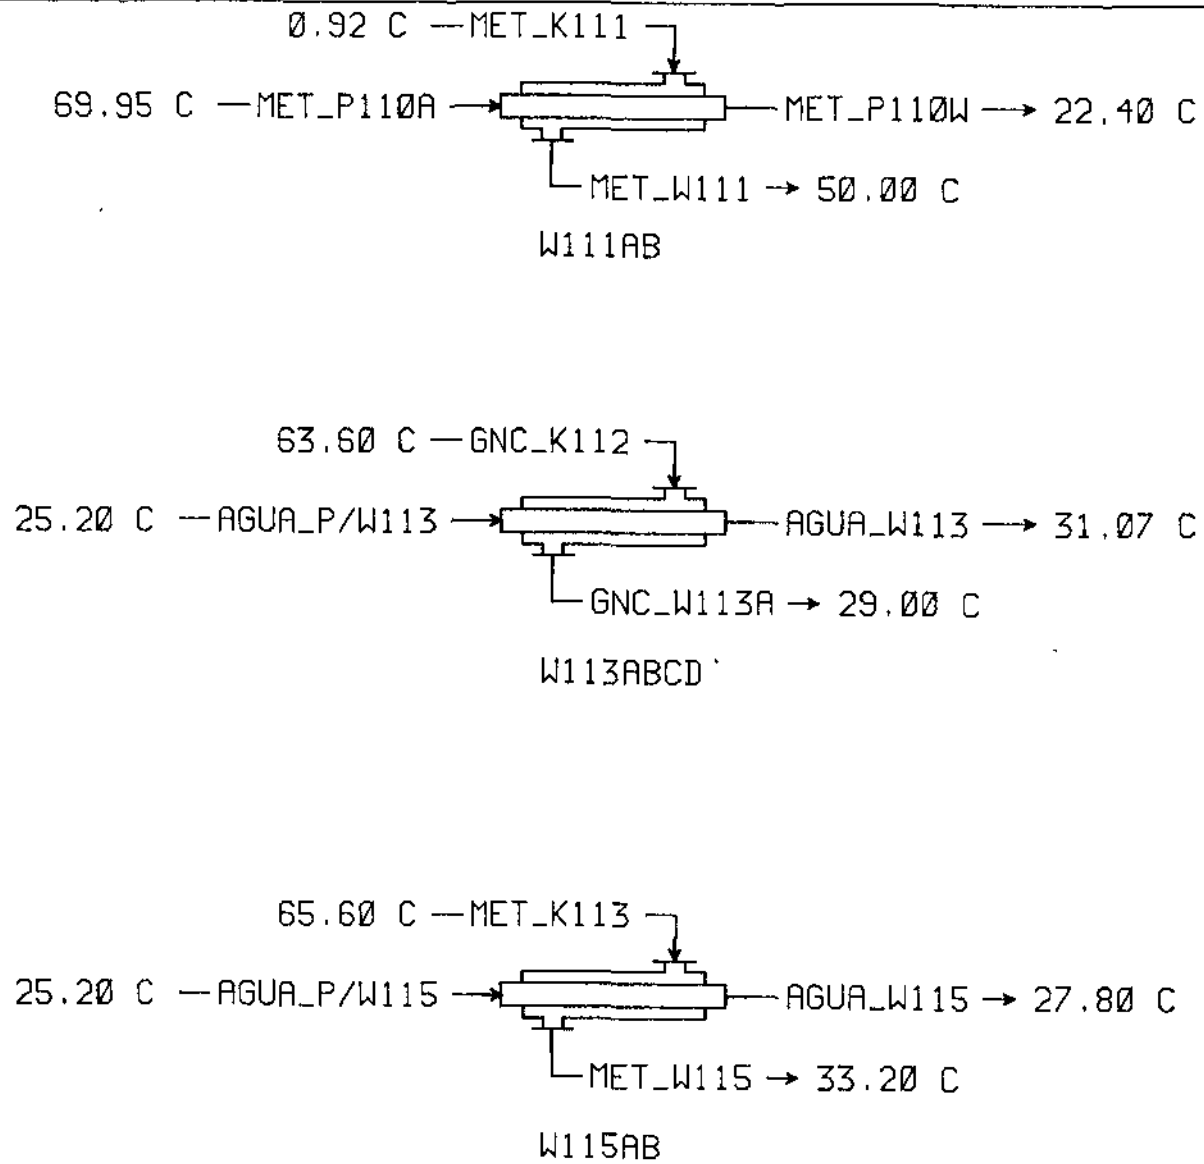 0.92 C — MET_K111
69.95 C — MET_P110A → MET_P110W → 22.40 C
MET_W111 → 50.00 C
W111AB
63.60 C — GNC_K112
25.20 C — AGUA_P/W113 → AGUA_W113 → 31.07 C
GNC_W113A → 29.00 C
W113ABCD
65.60 C — MET_K113
25.20 C — AGUA_P/W115 → AGUA_W115 → 27.80 C
MET_W115 → 33.20 C
W115AB